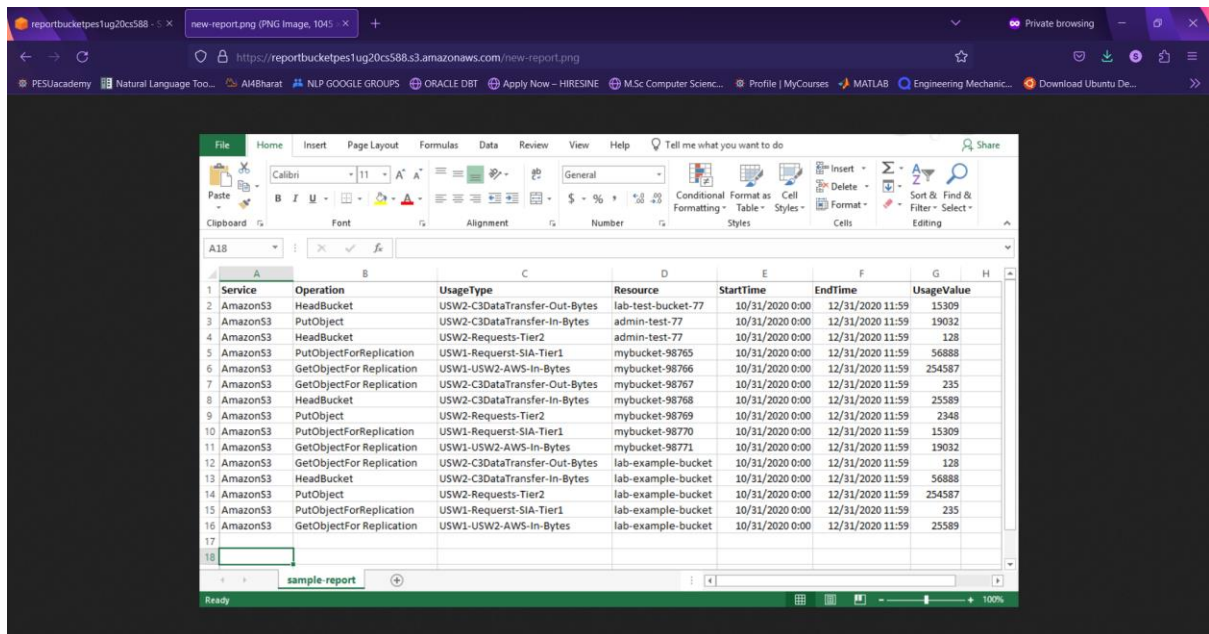 reportbucketpes1ug20cs588 - S
new-report.png (PNG Image, 1045
Private browsing
https://reportbucketpes1ug20cs588.s3.amazonaws.com/new-report.png
PESUacademy Natural Language Too... AI4Bharat NLP GOOGLE GROUPS ORACLE DBT Apply Now – HIRESINE M.Sc Computer Scienc... Profile | MyCourses MATLAB Engineering Mechanic... Download Ubuntu De...
File Home Insert Page Layout Formulas Data Review View Help Tell me what you want to do Share
Calibri 11 General Insert
Paste B I U $ % Conditional Format as Cell Delete Sort & Find &
Formatting Table Styles Format Filter Select
Clipboard Font Alignment Number Styles Cells Editing
A18 fx
A B C D E F G H
1 Service Operation UsageType Resource StartTime EndTime UsageValue
2 AmazonS3 HeadBucket USW2-C3DataTransfer-Out-Bytes lab-test-bucket-77 10/31/2020 0:00 12/31/2020 11:59 15309
3 AmazonS3 PutObject USW2-C3DataTransfer-In-Bytes admin-test-77 10/31/2020 0:00 12/31/2020 11:59 19032
4 AmazonS3 HeadBucket USW2-Requests-Tier2 admin-test-77 10/31/2020 0:00 12/31/2020 11:59 128
5 AmazonS3 PutObjectForReplication USW1-Requerst-SIA-Tier1 mybucket-98765 10/31/2020 0:00 12/31/2020 11:59 56888
6 AmazonS3 GetObjectFor Replication USW1-USW2-AWS-In-Bytes mybucket-98766 10/31/2020 0:00 12/31/2020 11:59 254587
7 AmazonS3 GetObjectFor Replication USW2-C3DataTransfer-Out-Bytes mybucket-98767 10/31/2020 0:00 12/31/2020 11:59 235
8 AmazonS3 HeadBucket USW2-C3DataTransfer-In-Bytes mybucket-98768 10/31/2020 0:00 12/31/2020 11:59 25589
9 AmazonS3 PutObject USW2-Requests-Tier2 mybucket-98769 10/31/2020 0:00 12/31/2020 11:59 2348
10 AmazonS3 PutObjectForReplication USW1-Requerst-SIA-Tier1 mybucket-98770 10/31/2020 0:00 12/31/2020 11:59 15309
11 AmazonS3 GetObjectFor Replication USW1-USW2-AWS-In-Bytes mybucket-98771 10/31/2020 0:00 12/31/2020 11:59 19032
12 AmazonS3 GetObjectFor Replication USW2-C3DataTransfer-Out-Bytes lab-example-bucket 10/31/2020 0:00 12/31/2020 11:59 128
13 AmazonS3 HeadBucket USW2-C3DataTransfer-In-Bytes lab-example-bucket 10/31/2020 0:00 12/31/2020 11:59 56888
14 AmazonS3 PutObject USW2-Requests-Tier2 lab-example-bucket 10/31/2020 0:00 12/31/2020 11:59 254587
15 AmazonS3 PutObjectForReplication USW1-Requerst-SIA-Tier1 lab-example-bucket 10/31/2020 0:00 12/31/2020 11:59 235
16 AmazonS3 GetObjectFor Replication USW1-USW2-AWS-In-Bytes lab-example-bucket 10/31/2020 0:00 12/31/2020 11:59 25589
17
18
sample-report
Ready 100%